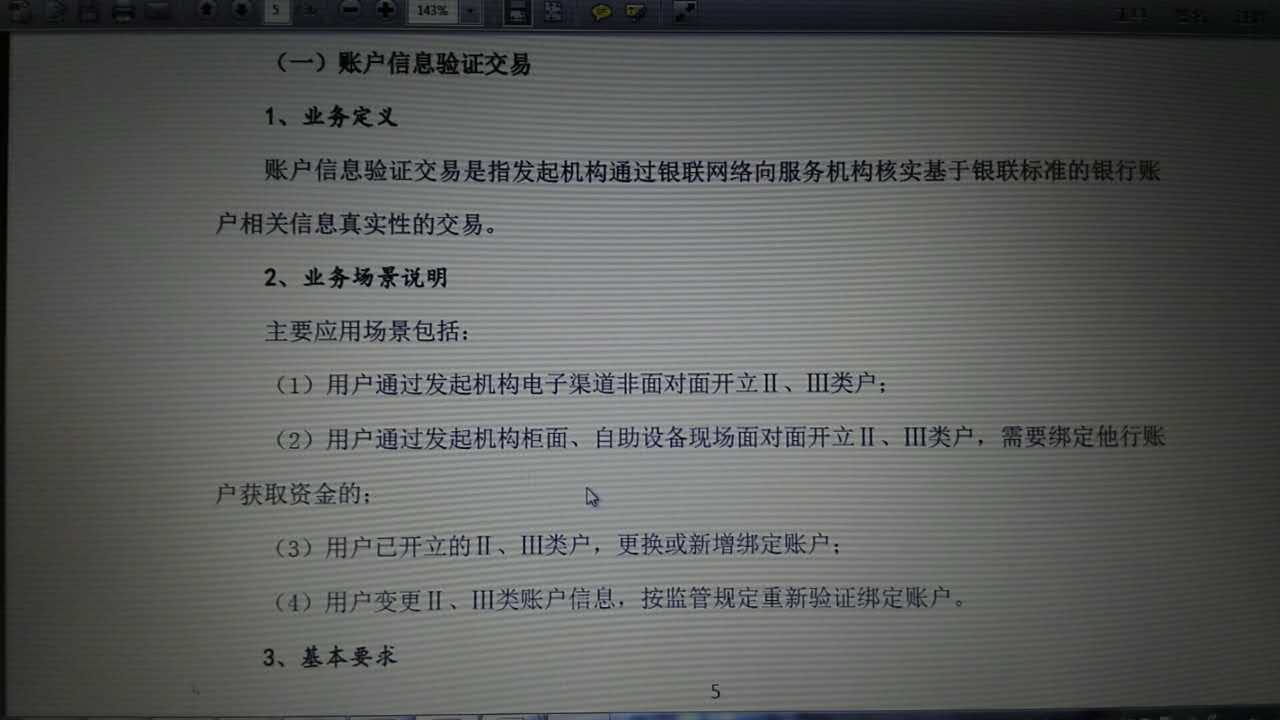 5
143%
（一）账户信息验证交易
1、业务定义
账户信息验证交易是指发起机构通过银联网络向服务机构核实基于银联标准的银行账
户相关信息真实性的交易。
2、业务场景说明
主要应用场景包括：
（1）用户通过发起机构电子渠道非面对面开立Ⅱ、Ⅲ类户；
（2）用户通过发起机构柜面、自助设备现场面对面开立Ⅱ、Ⅲ类户，需要绑定他行账
户获取资金的；
（3）用户已开立的Ⅱ、Ⅲ类户，更换或新增绑定账户；
（4）用户变更Ⅱ、Ⅲ类账户信息，按监管规定重新验证绑定账户。
3、基本要求
5